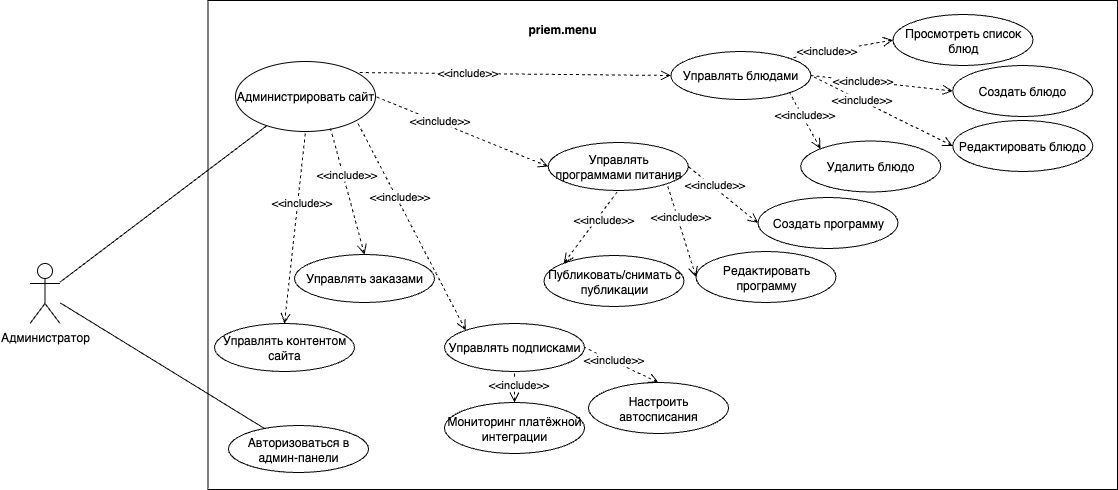 priem.menu
Просмотреть список
блюд
<<include>>
Управлять блюдами
<<include>>
<<include>>
Создать блюдо
Администрировать сайт
<<include>>
<<include>>
<<include>>
Редактировать блюдо
Управлять
программами питания
Удалить блюдо
<<include>>
<<include>>
<<include>>
<<include>>
<<include>>
<<include>>
Создать программу
Управлять заказами
Публиковать/снимать с
публикации
Редактировать
программу
Администратор
Управлять контентом
сайта
Управлять подписками
<<include>>
<<include>>
Настроить
автосписания
Мониторинг платёжной
интеграции
Авторизоваться в
админ-панели